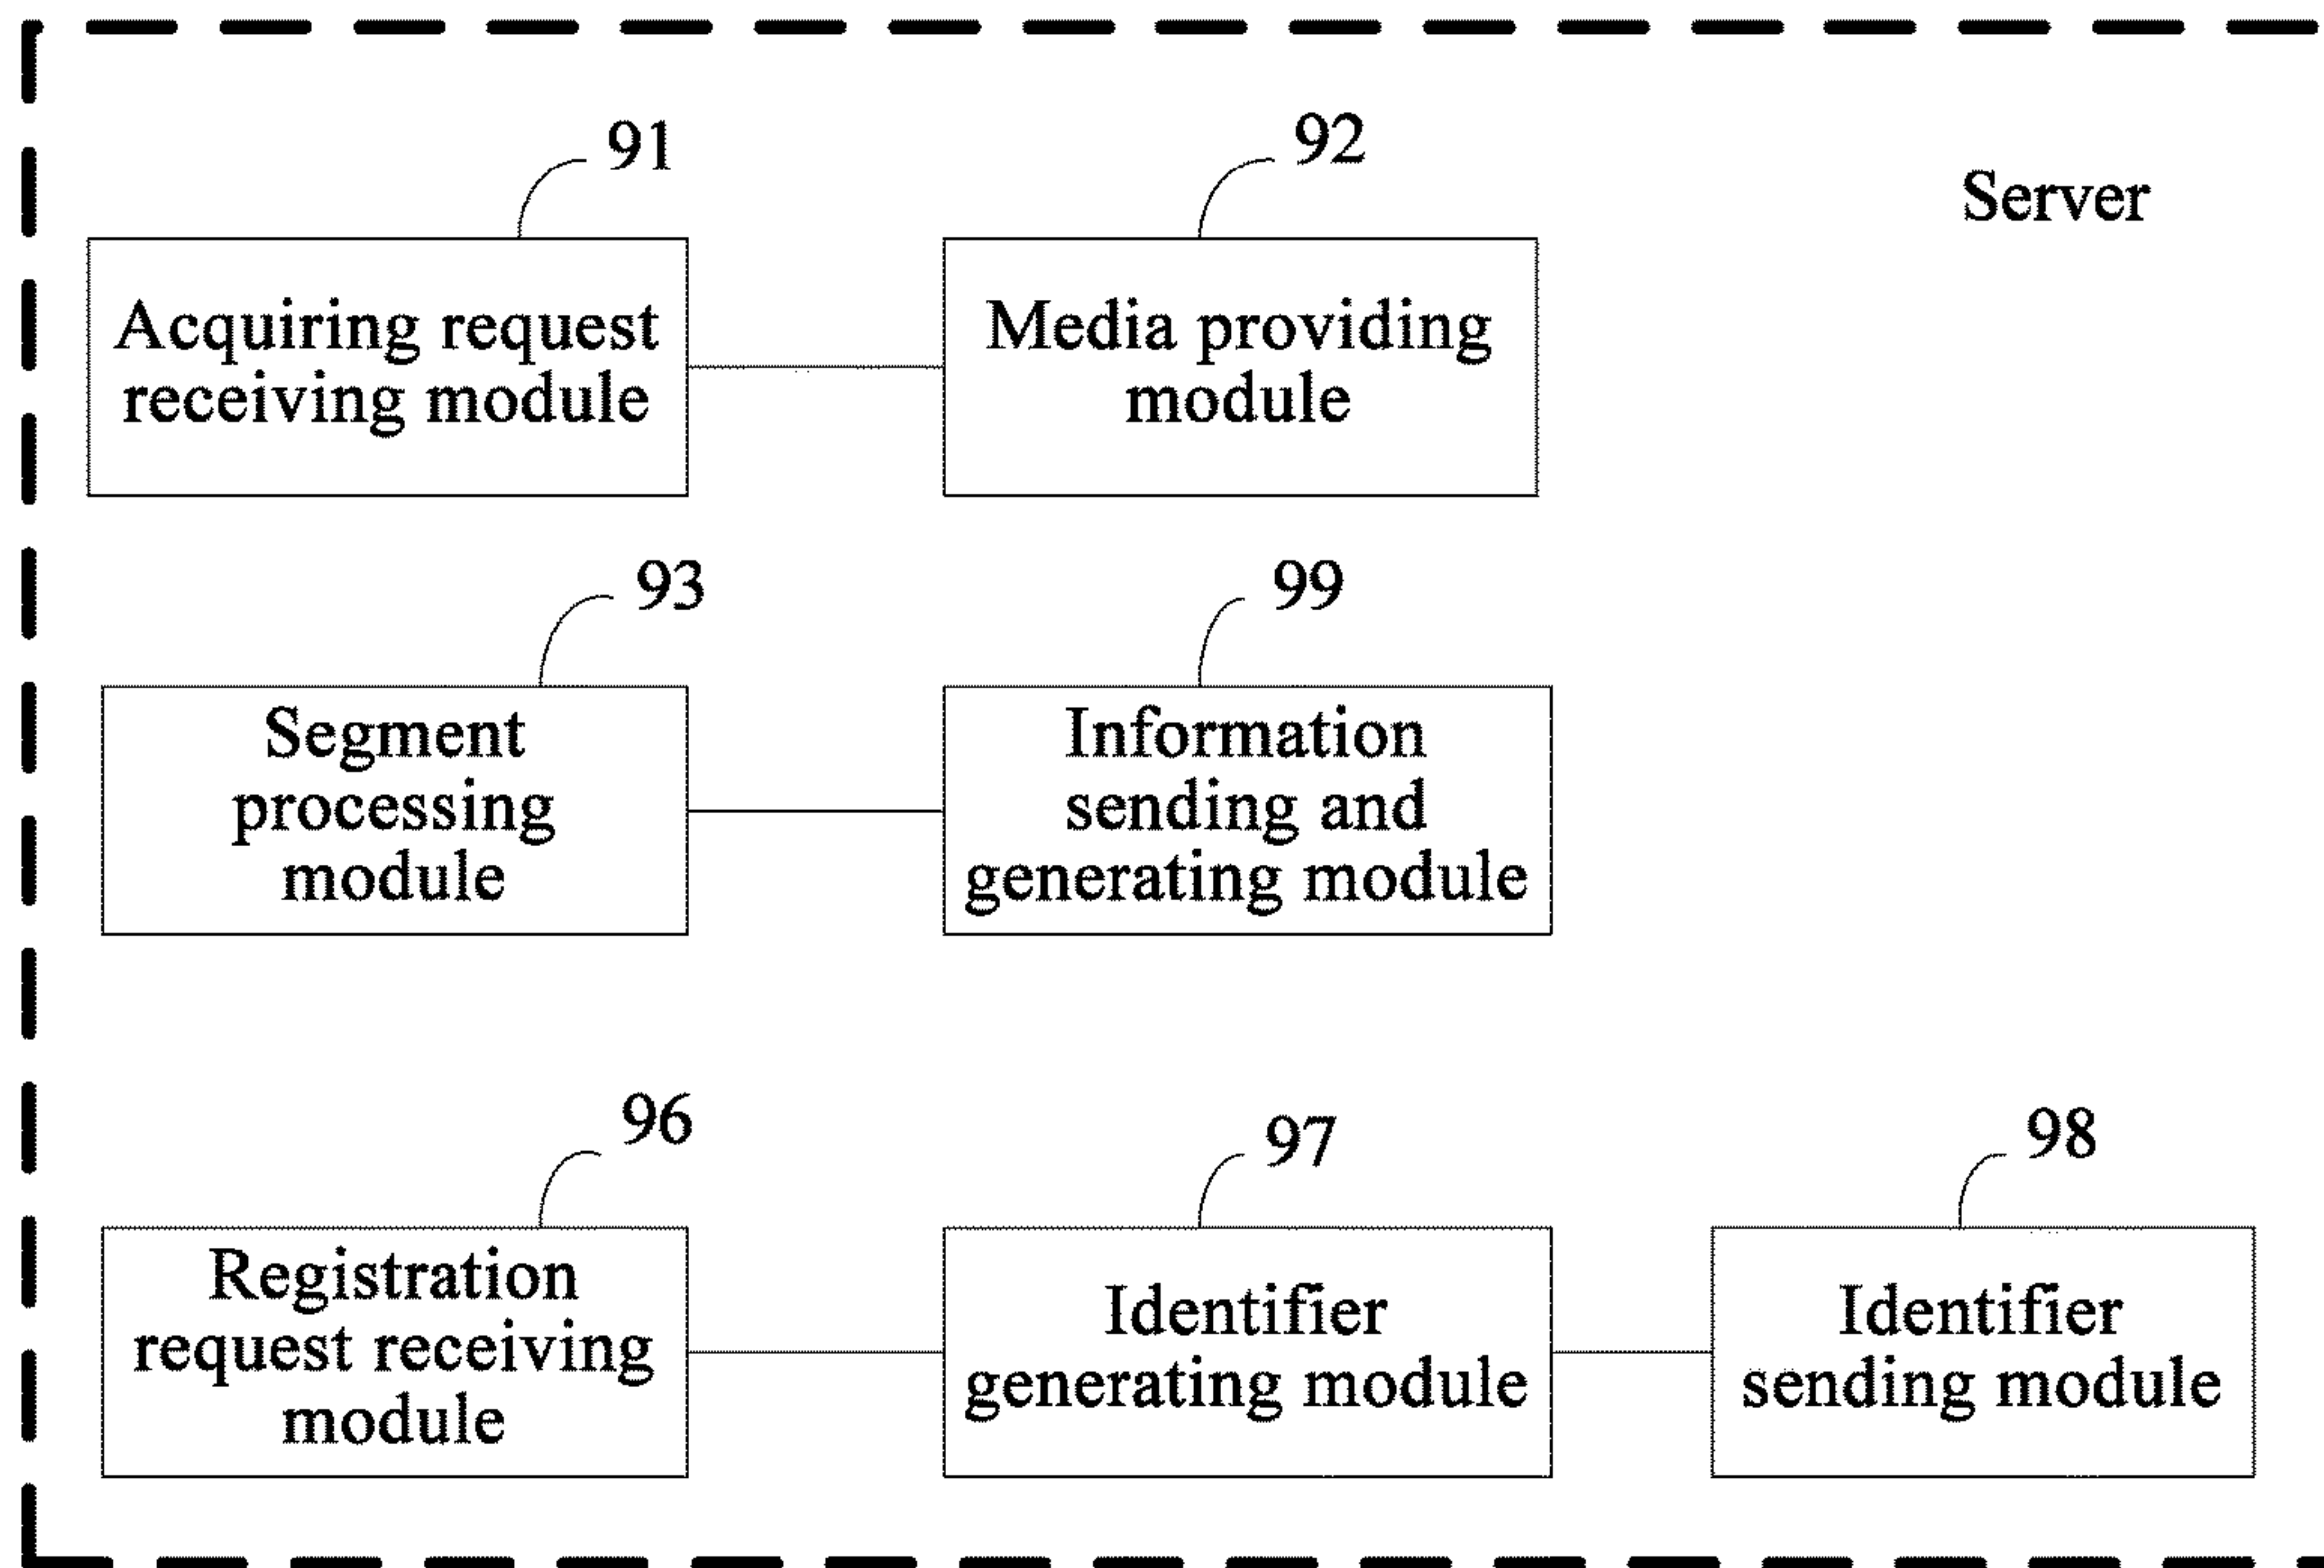 91
92
Server
Acquiring request
receiving module
Media providing
module
93
99
Segment
processing
module
Information
sending and
generating module
96
97
98
Registration
request receiving
module
Identifier
generating module
Identifier
sending module